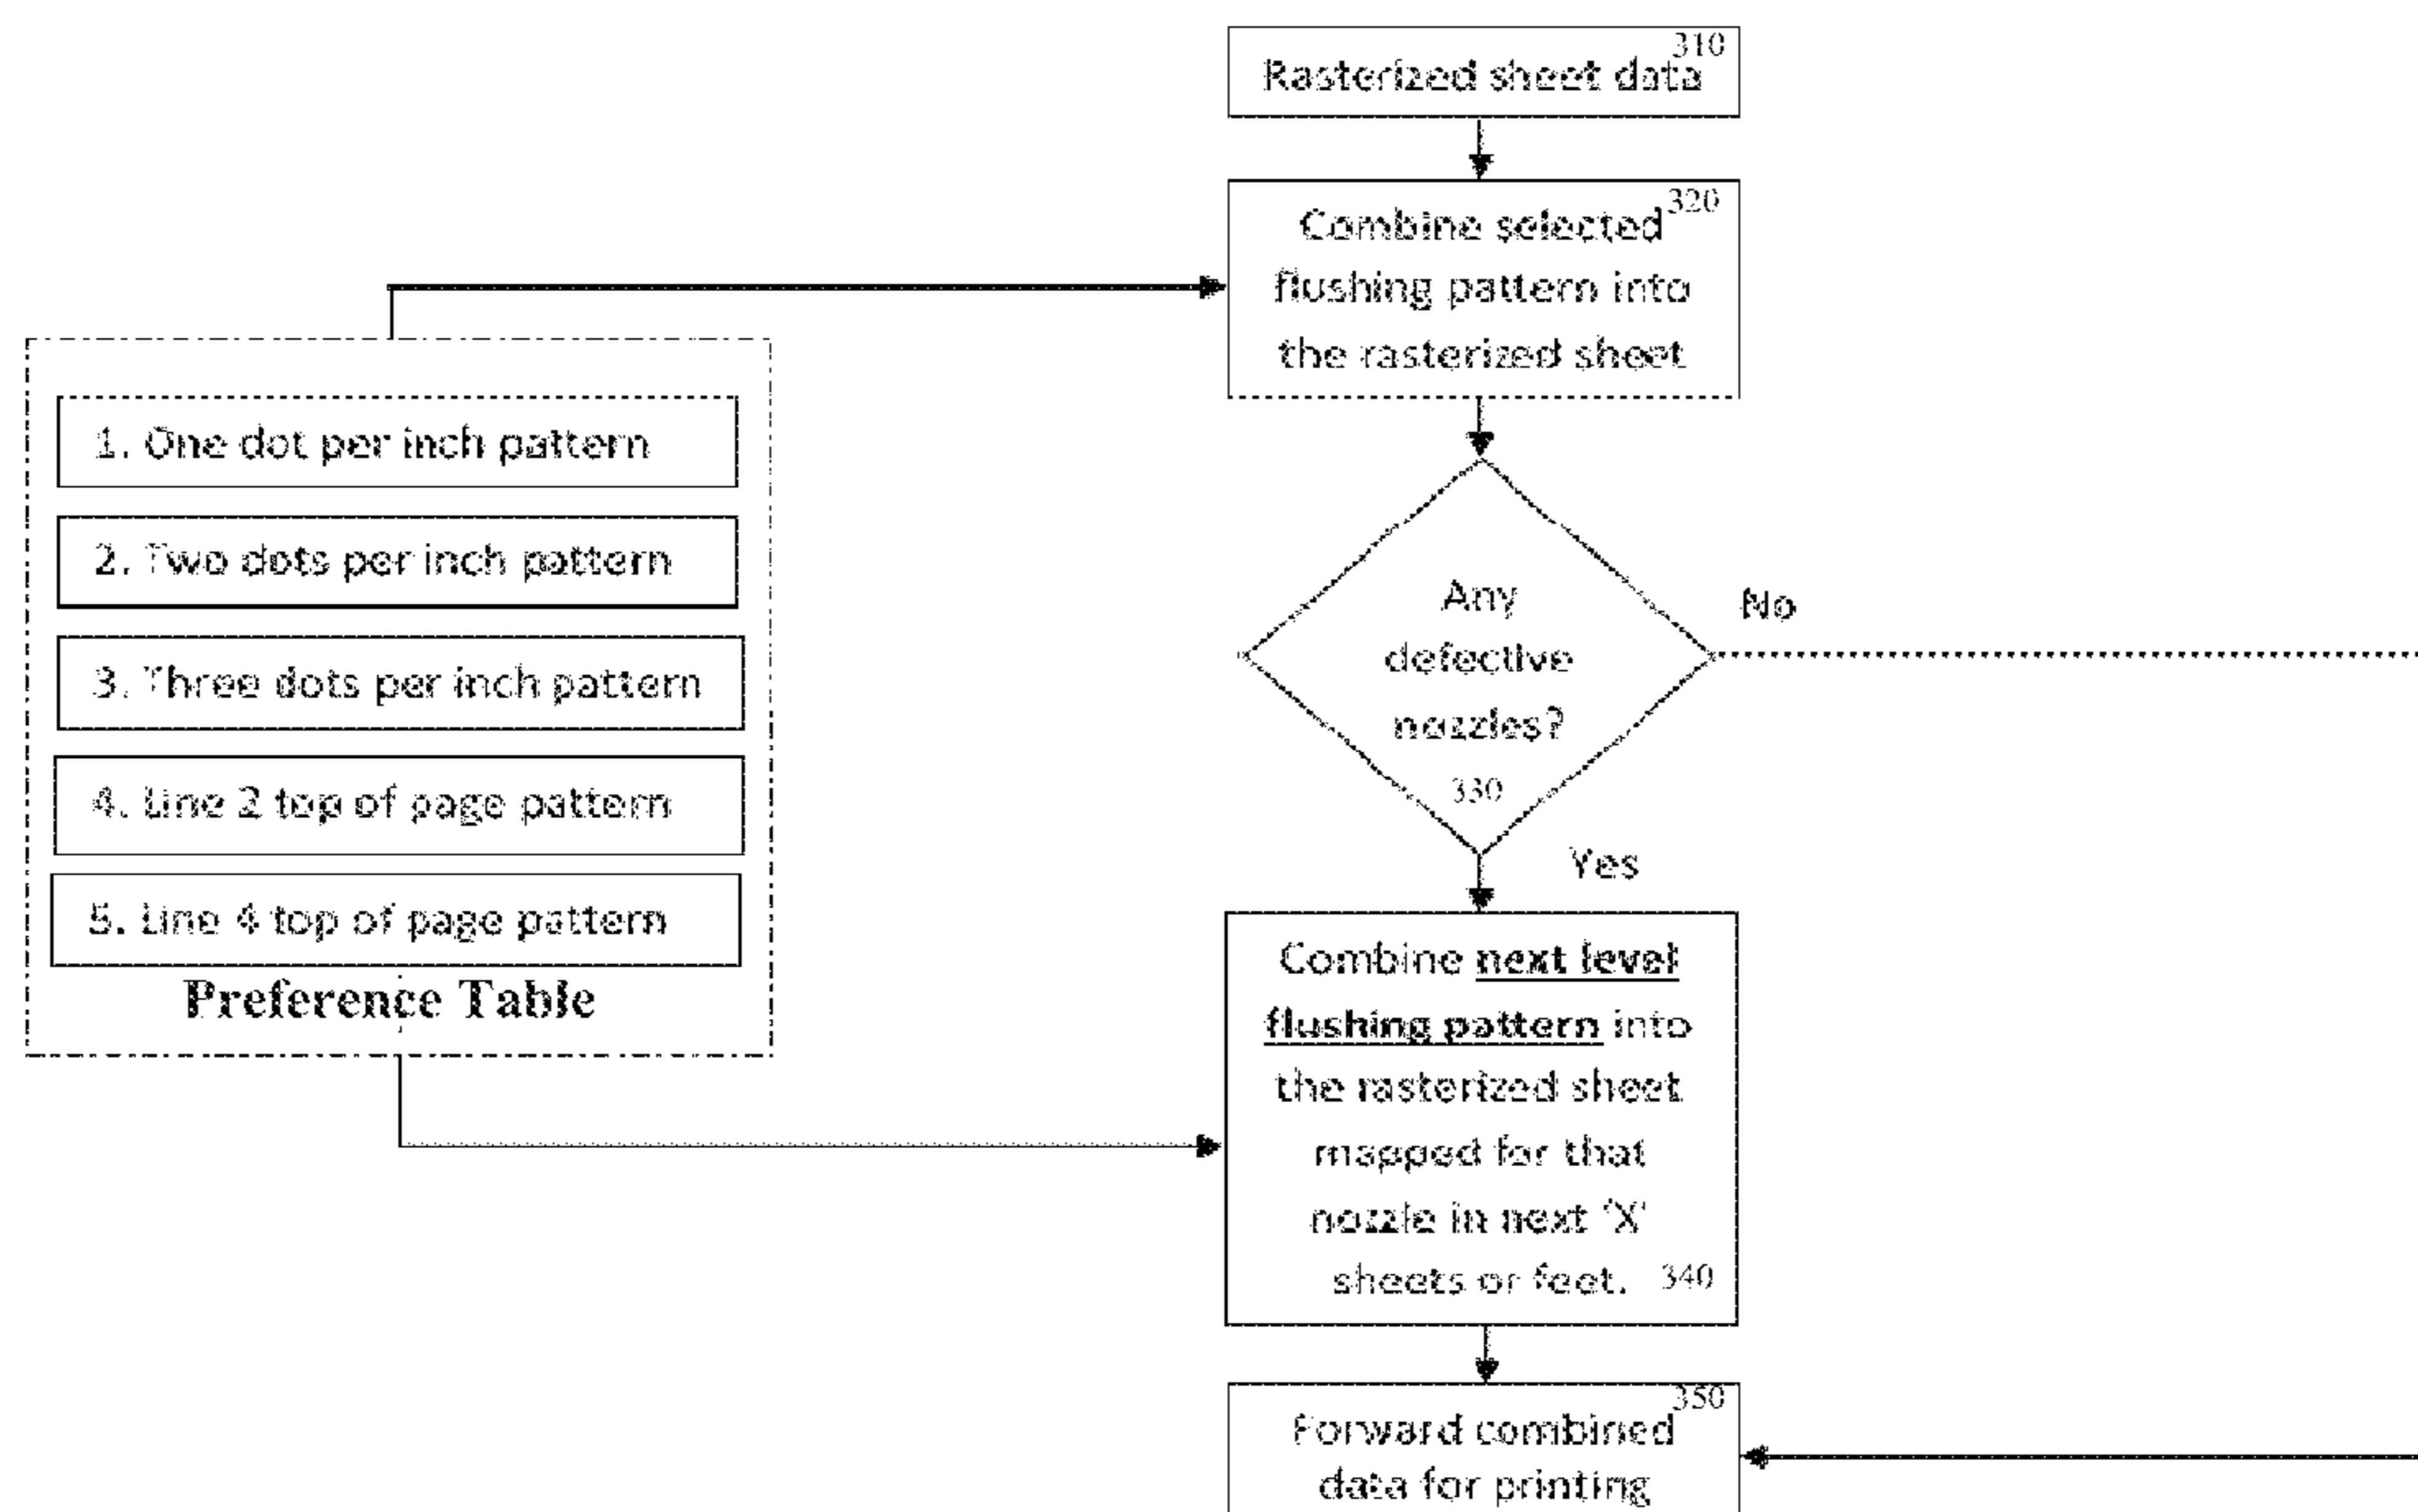 310
Rasterized sheet data
320
Combine selected
flushing pattern into
the rasterized sheet
1. One dot per inch pattern
2. Two dots per inch pattern
3. Three dots per inch pattern
4. Line 2 top of page pattern
5. Line 4 top of page pattern
Preference Table
Any
defective
nozzles?
330
No
Yes
Combine next level
flushing pattern into
the rasterized sheet
mapped for that
nozzle in next 'X'
sheets or feet. 340
350
Forward combined
data for printing